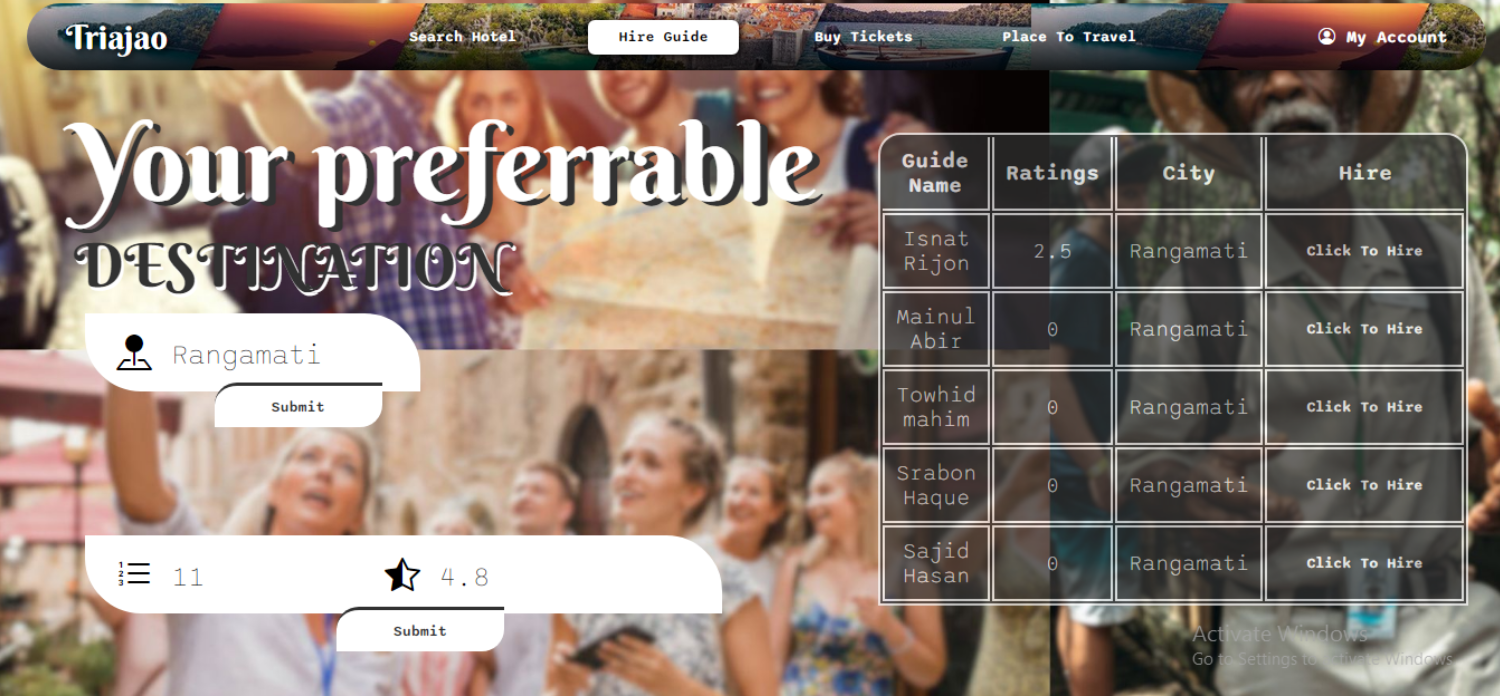 Triajao
Search Hotel
Hire Guide
Buy Tickets
Place To Travel
My Account
Your preferrable
DESTINATION
Rangamati
Submit
1
2
3
11
4.8
Submit
Guide
Name
Ratings
City
Hire
Isnat
Rijon
2.5
Rangamati
Click To Hire
Mainul
Abir
0
Rangamati
Click To Hire
Towhid
mahim
0
Rangamati
Click To Hire
Srabon
Haque
0
Rangamati
Click To Hire
Sajid
Hasan
0
Rangamati
Click To Hire
Activate Windows
Go to Settings to activate Windows.